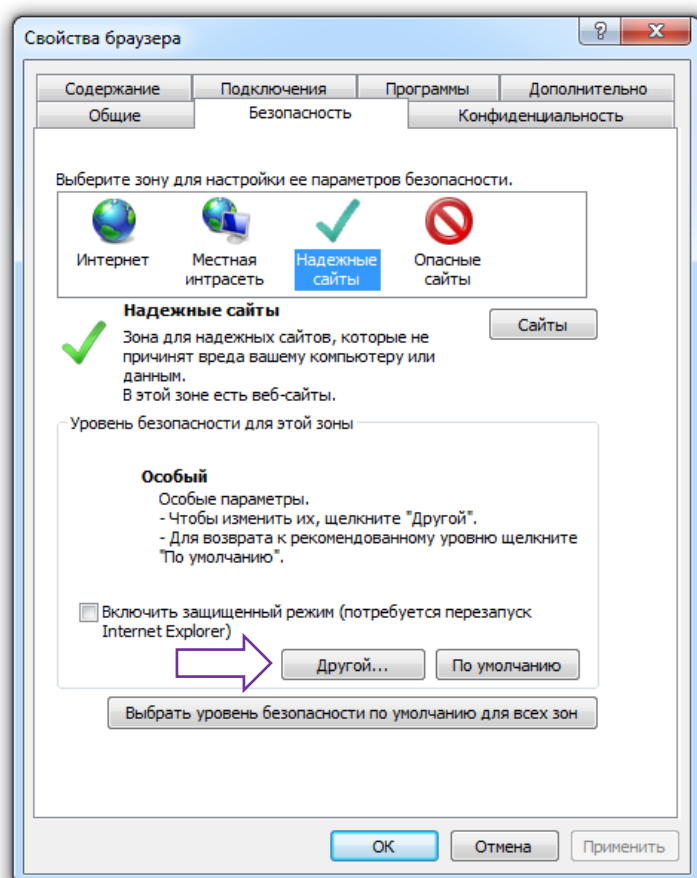 Свойства браузера
Содержание Подключения Программы Дополнительно
Общие Безопасность Конфиденциальность
Выберите зону для настройки ее параметров безопасности.
Интернет Местная интрасеть Надежные сайты Опасные сайты
Надежные сайты
Сайты
Зона для надежных сайтов, которые не
причинят вреда вашему компьютеру или
данным.
В этой зоне есть веб-сайты.
Уровень безопасности для этой зоны
Особый
Особые параметры.
- Чтобы изменить их, щелкните "Другой".
- Для возврата к рекомендованному уровню щелкните
"По умолчанию".
Включить защищенный режим (потребуется перезапуск
Internet Explorer)
Другой... По умолчанию
Выбрать уровень безопасности по умолчанию для всех зон
ОК Отмена Применить